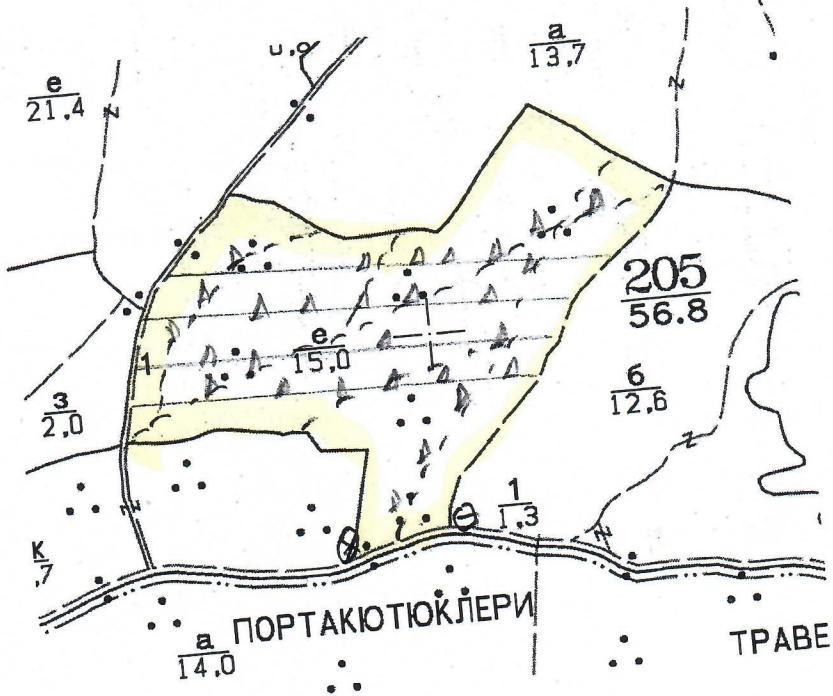 а
13,7
е
21.4
205
56.8
е
15,0
1
б
12,6
З
2,0
1
1,3
к
,7
ПОРТАКЮТЮКЛЕРИ
ТРАВЕ
а
14,0